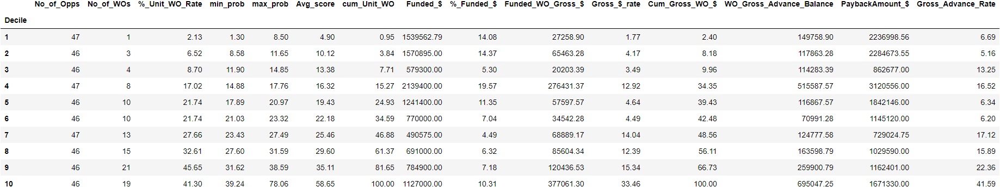 No_of_Opps No_of_WOs %_Unit_WO_Rate min_prob max_prob Avg_score cum_Unit_WO Funded_$ %_Funded_$ Funded_WO_Gross_$ Gross_$_rate Cum_Gross_WO_$ WO_Gross_Advance_Balance PaybackAmount_$ Gross_Advance_Rate
Decile
1 47 1 2.13 1.30 8.50 4.90 0.95 1539562.79 14.08 27258.90 1.77 2.40 149758.90 2236998.56 6.69
2 46 3 6.52 8.58 11.65 10.12 3.84 1570895.00 14.37 65463.28 4.17 8.18 117863.28 2284673.55 5.16
3 46 4 8.70 11.90 14.85 13.38 7.71 579300.00 5.30 20203.39 3.49 9.96 114283.39 862677.00 13.25
4 47 8 17.02 14.88 17.76 16.32 15.27 2139400.00 19.57 276431.37 12.92 34.35 515587.57 3120556.00 16.52
5 46 10 21.74 17.89 20.97 19.43 24.93 1241400.00 11.35 57597.57 4.64 39.43 116867.57 1842146.00 6.34
6 46 10 21.74 21.03 23.32 22.18 34.59 770000.00 7.04 34542.28 4.49 42.48 70991.28 1145120.00 6.20
7 47 13 27.66 23.43 27.49 25.46 46.88 490575.00 4.49 68889.17 14.04 48.56 124777.58 729024.75 17.12
8 46 15 32.61 27.60 31.59 29.60 61.37 691000.00 6.32 85604.34 12.39 56.11 163598.79 1029590.00 15.89
9 46 21 45.65 31.62 38.59 35.11 81.65 784900.00 7.18 120436.53 15.34 66.73 259900.79 1162401.00 22.36
10 46 19 41.30 39.24 78.06 58.65 100.00 1127000.00 10.31 377061.30 33.46 100.00 695047.25 1671330.00 41.59